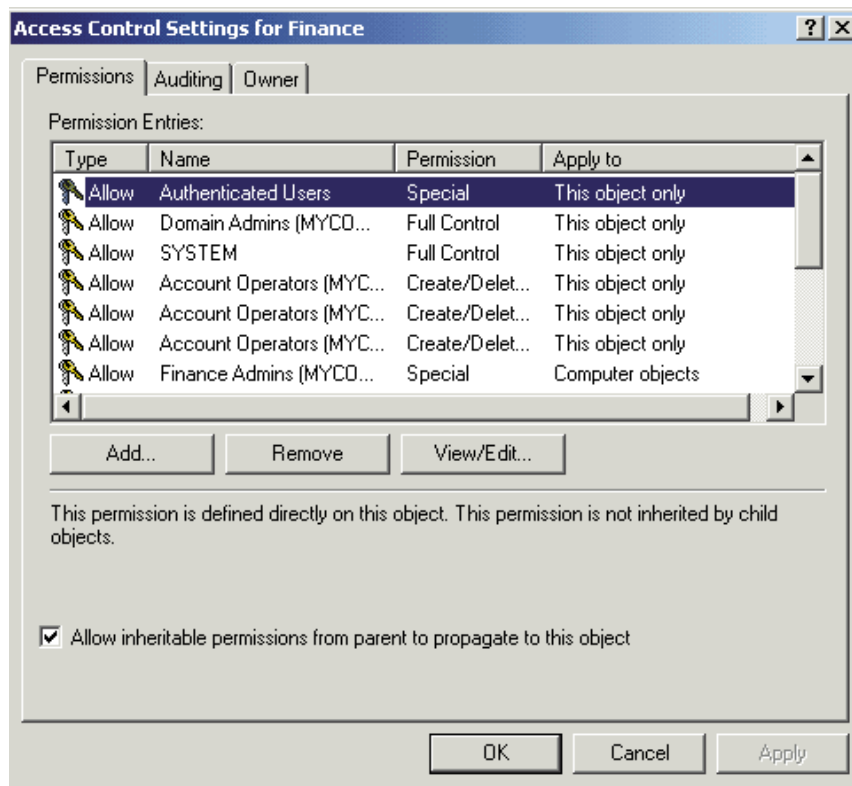 Access Control Settings for Finance
Permissions Auditing Owner
Permission Entries:
Type Name Permission Apply to
Allow Authenticated Users Special This object only
Allow Domain Admins (MYCO... Full Control This object only
Allow SYSTEM Full Control This object only
Allow Account Operators (MYC... Create/Delet... This object only
Allow Account Operators (MYC... Create/Delet... This object only
Allow Account Operators (MYC... Create/Delet... This object only
Allow Finance Admins (MYCO... Special Computer objects
Add... Remove View/Edit...
This permission is defined directly on this object. This permission is not inherited by child
objects.
Allow inheritable permissions from parent to propagate to this object
OK Cancel Apply